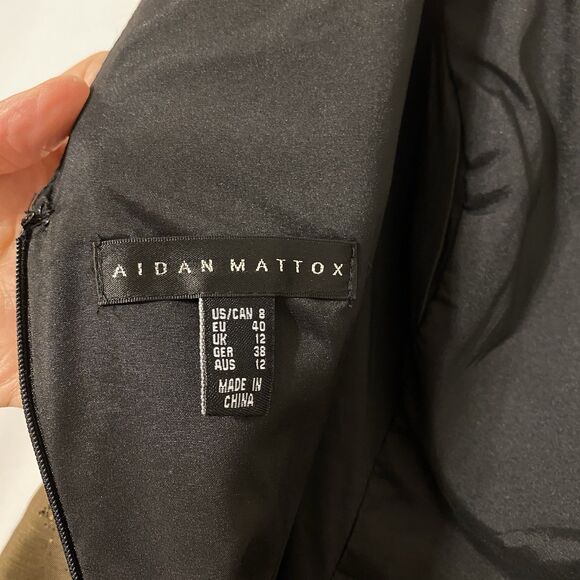 AIDAN MATTOX
US/CAN 8
EU 40
UK 12
GER 38
AUS 12
MADE IN
CHINA